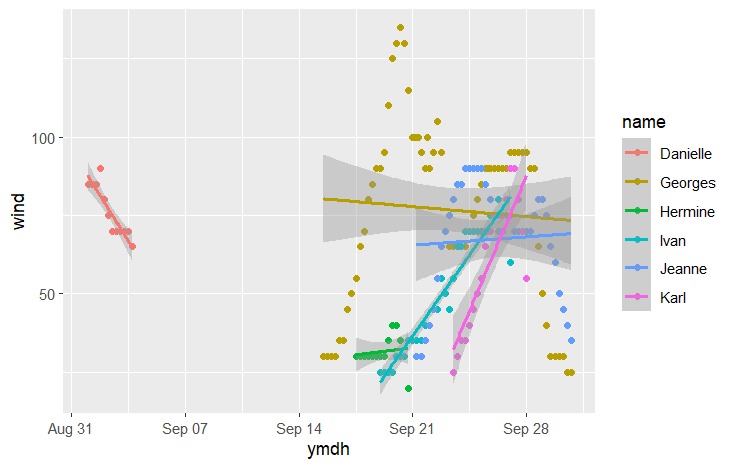 wind
100
50
Aug 31 Sep 07 Sep 14 Sep 21 Sep 28
ymdh
name
Danielle
Georges
Hermine
Ivan
Jeanne
Karl